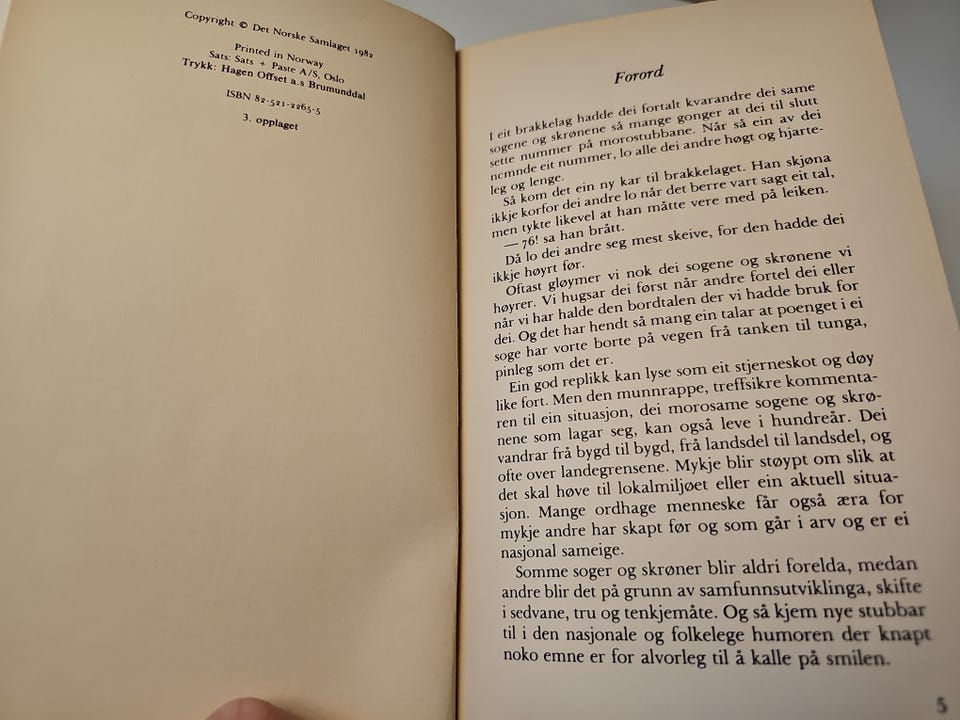 Copyright © Det Norske Samlaget 1982
Printed in Norway
Sats: Sats + Paste A/S, Oslo
Trykk: Hagen Offset a.s Brumunddal
ISBN 82-521-2265-5
3. opplaget
Forord
I eit brakkelag hadde dei fortalt kvarandre dei same
sogene og skrønene så mange gonger at dei til slutt
sette nummer på morostubbane. Når så ein av dei
nemnde eit nummer, lo alle dei andre høgt og hjarte-
leg og lenge.
Så kom det ein ny kar til brakkelaget. Han skjøna
ikkje korfor dei andre lo når det berre vart sagt eit tal,
men tykte likevel at han måtte vere med på leiken.
— 76! sa han brått.
Då lo dei andre seg mest skeive, for den hadde dei
ikkje høyrt før.
Oftast gløymer vi nok dei sogene og skrønene vi
høyrer. Vi hugsar dei først når andre fortel dei eller
når vi har halde den bordtalen der vi hadde bruk for
dei. Og det har hendt så mang ein talar at poenget i ei
soge har vorte borte på vegen frå tanken til tunga,
pinleg som det er.
Ein god replikk kan lyse som eit stjerneskot og døy
like fort. Men den munnrappe, treffsikre kommenta-
ren til ein situasjon, dei morosame sogene og skrø-
nene som lagar seg, kan også leve i hundreår. Dei
vandrar frå bygd til bygd, frå landsdel til landsdel, og
ofte over landegrensene. Mykje blir støypt om slik at
det skal høve til lokalmiljøet eller ein aktuell situa-
sjon. Mange ordhage menneske får også æra for
mykje andre har skapt før og som går i arv og er ei
nasjonal sameige.
Somme soger og skrøner blir aldri forelda, medan
andre blir det på grunn av samfunnsutviklinga, skifte
i sedvane, tru og tenkjemåte. Og så kjem nye stubbar
til i den nasjonale og folkelege humoren der knapt
noko emne er for alvorleg til å kalle på smilen.
5